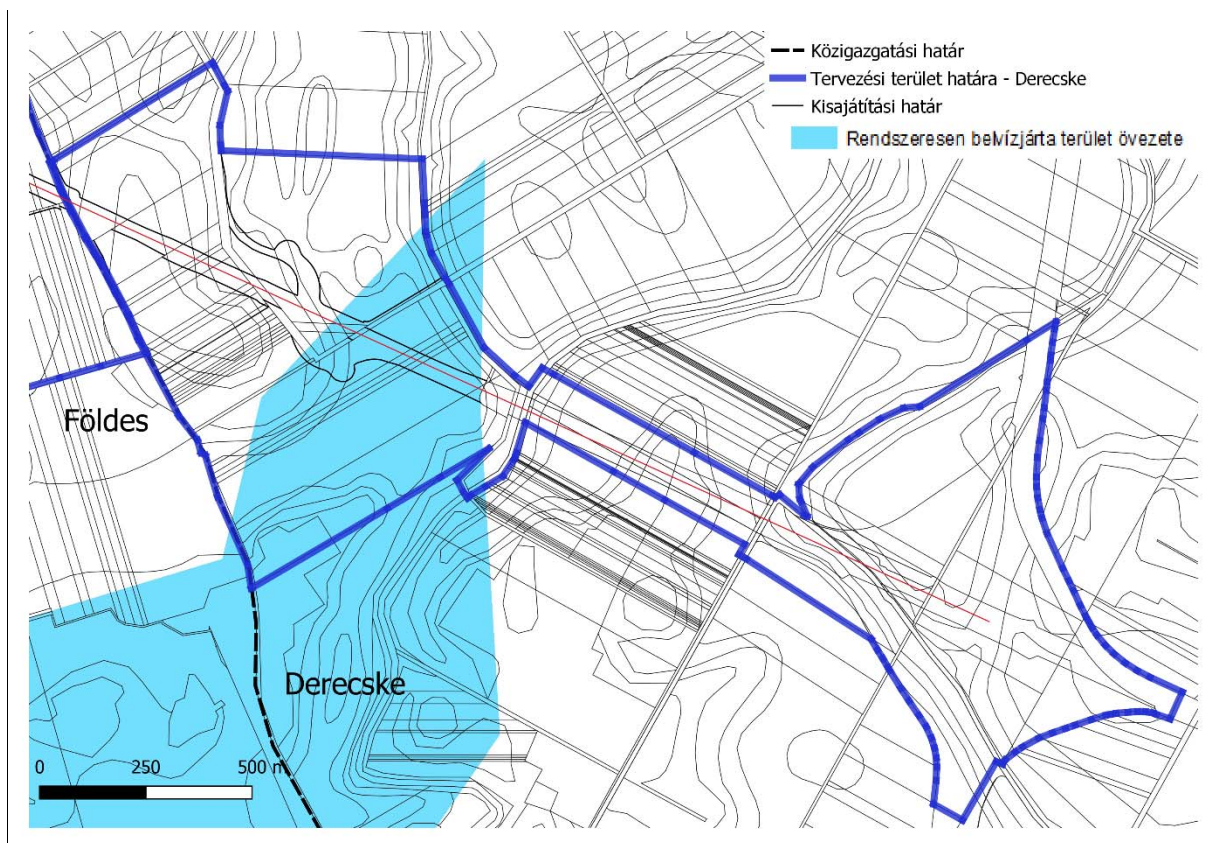 Közigazgatási határ
Tervezési terület határa - Derecske
Kisajátítási határ
Rendszeresen belvízjárta terület övezete
Földes
Derecske
0 250 500 m